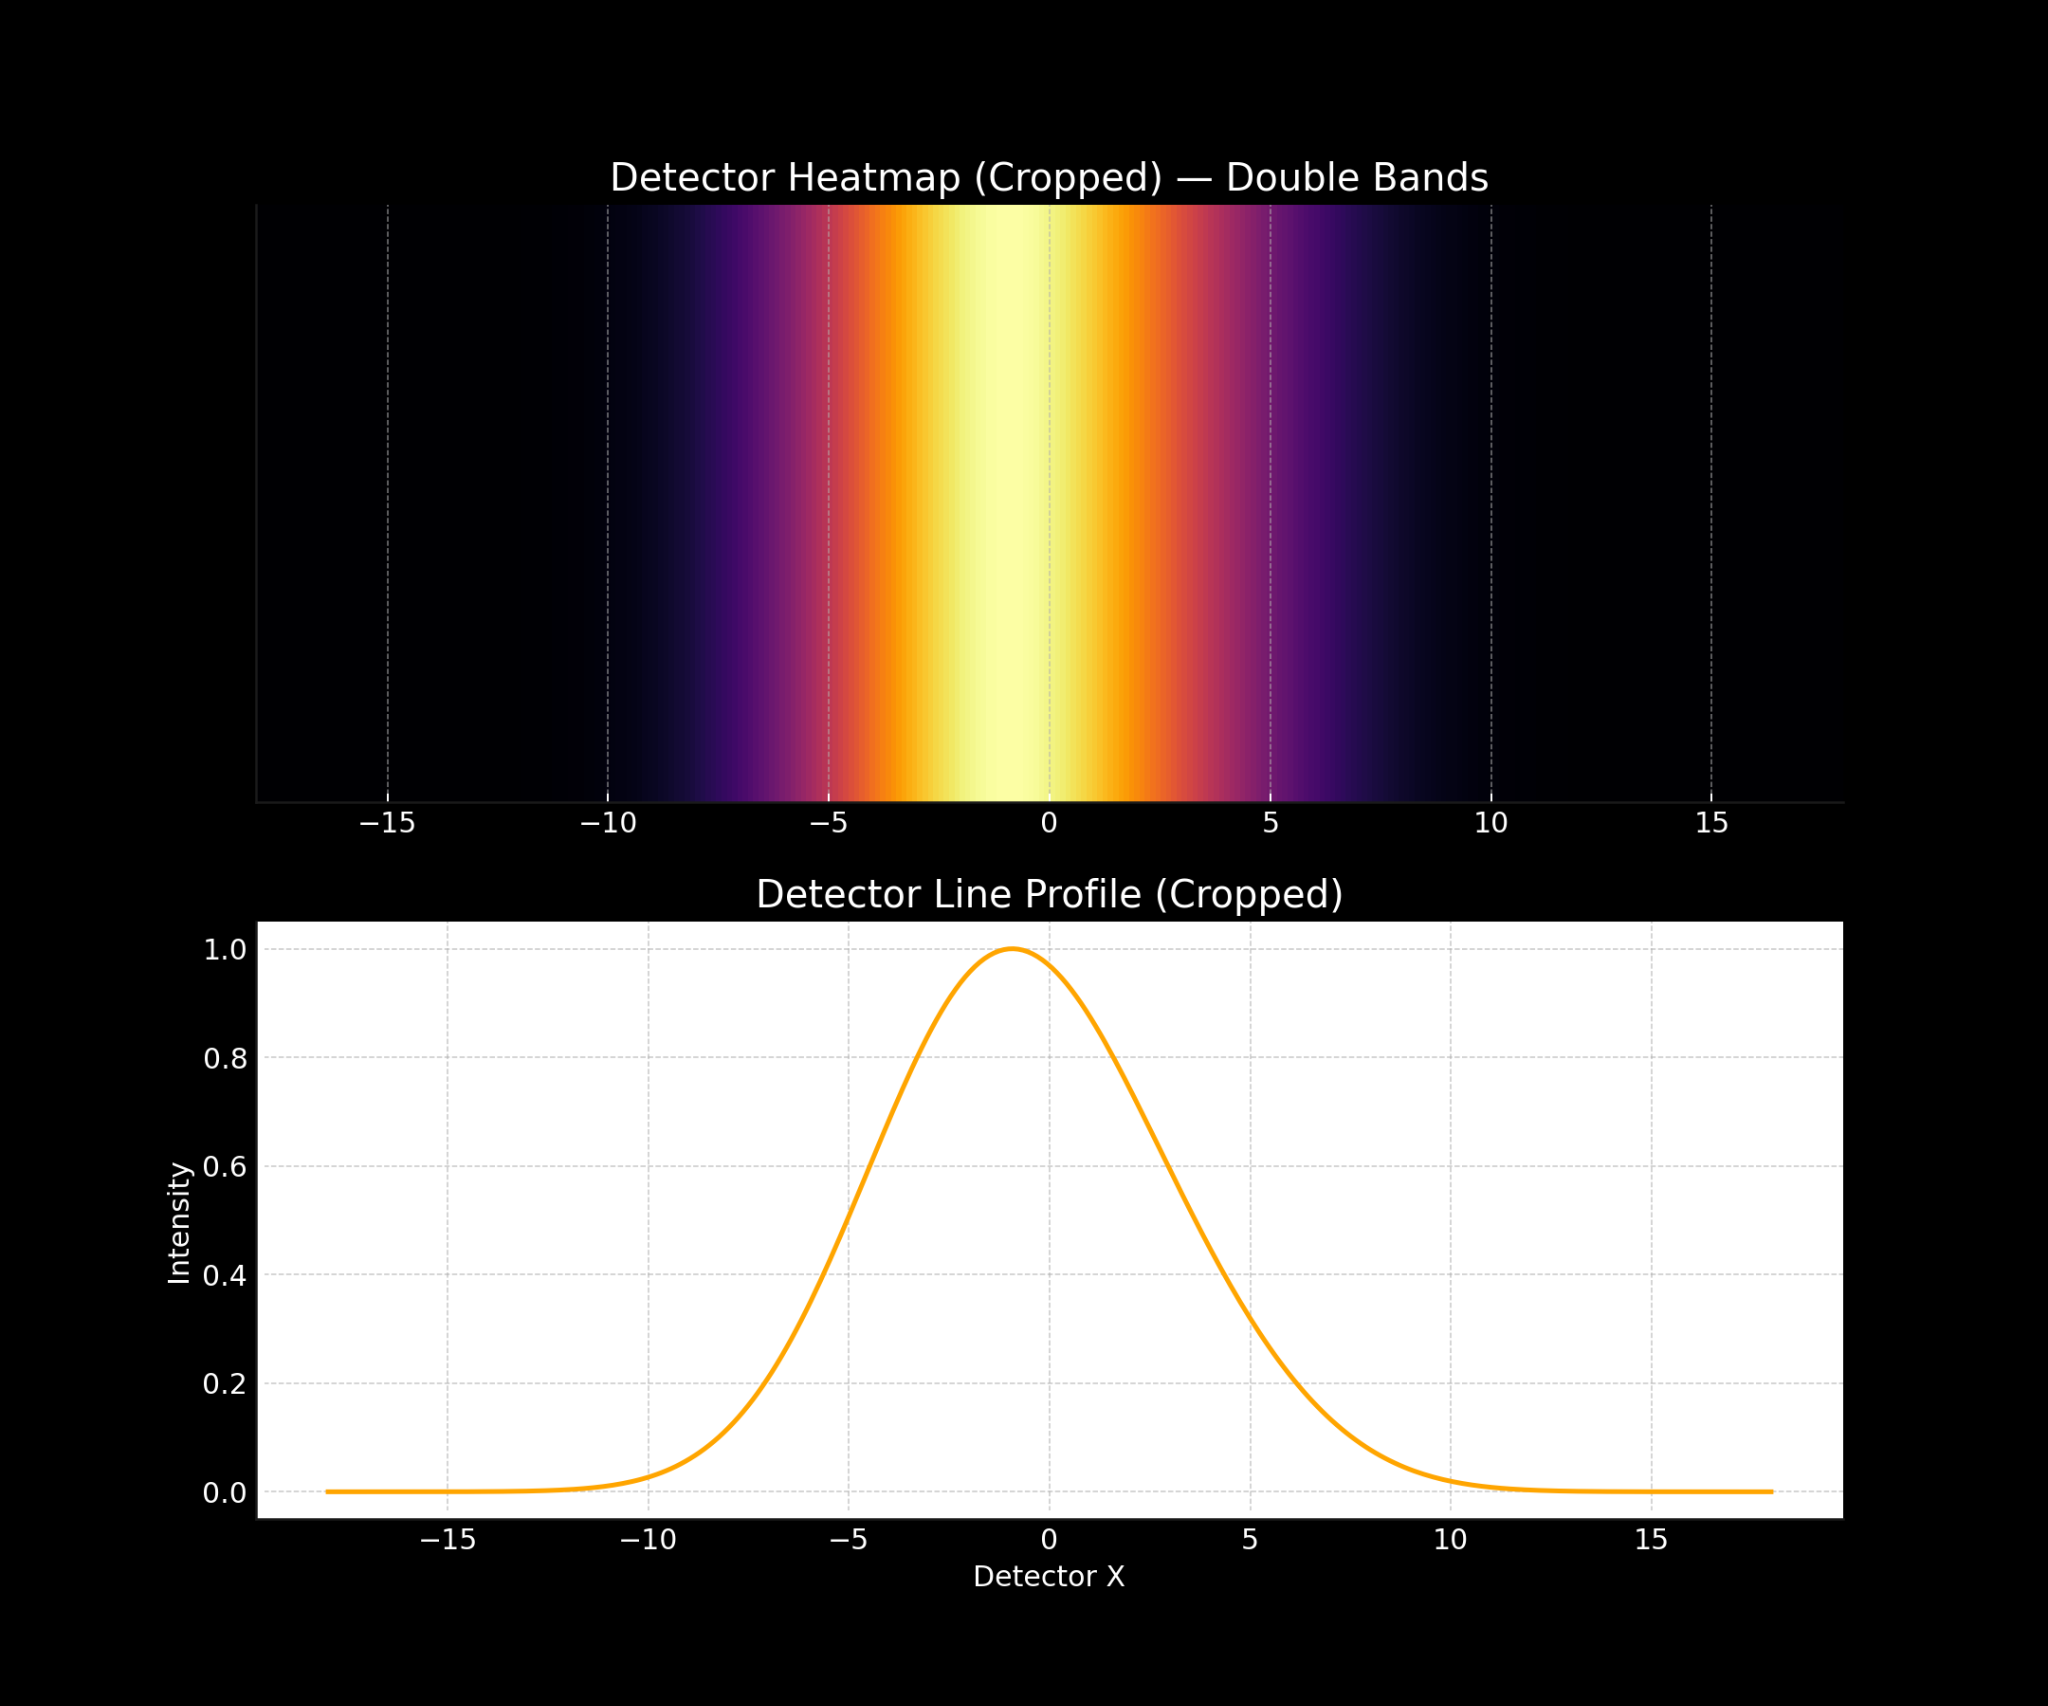 Detector Heatmap (Cropped) — Double Bands
−15 −10 −5 0 5 10 15
Detector Line Profile (Cropped)
1.0
0.8
0.6
0.4
0.2
0.0
Intensity
−15 −10 −5 0 5 10 15
Detector X